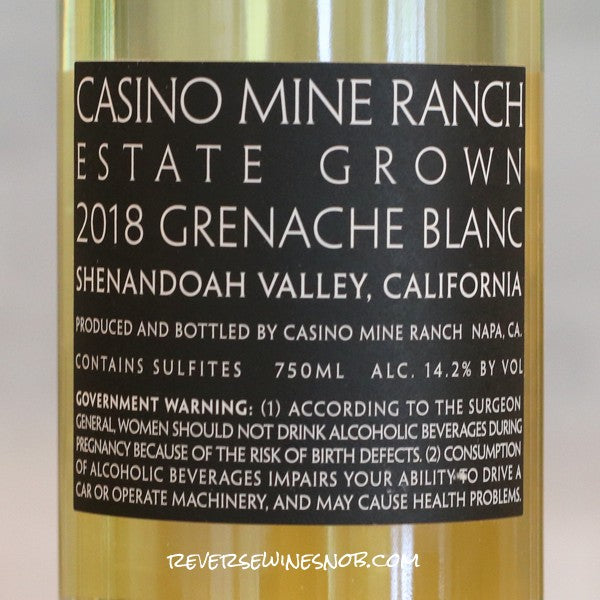 CASINO MINE RANCH
ESTATE GROWN
2018 GRENACHE BLANC
SHENANDOAH VALLEY, CALIFORNIA
PRODUCED AND BOTTLED BY CASINO MINE RANCH NAPA, CA.
CONTAINS SULFITES 750ML ALC. 14.2% BY VOL
GOVERNMENT WARNING: (1) ACCORDING TO THE SURGEON
GENERAL, WOMEN SHOULD NOT DRINK ALCOHOLIC BEVERAGES DURING
PREGNANCY BECAUSE OF THE RISK OF BIRTH DEFECTS. (2) CONSUMPTION
OF ALCOHOLIC BEVERAGES IMPAIRS YOUR ABILITY TO DRIVE A
CAR OR OPERATE MACHINERY, AND MAY CAUSE HEALTH PROBLEMS.
REVERSEWINESNOB.COM